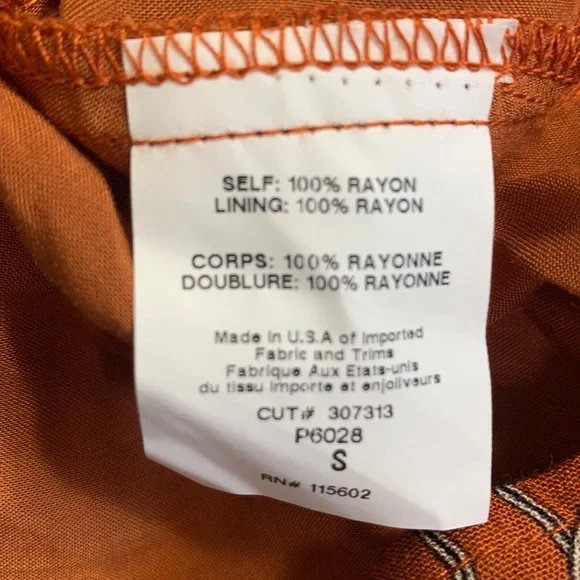 SELF: 100% RAYON
LINING: 100% RAYON
CORPS: 100% RAYONNE
DOUBLURE: 100% RAYONNE
Made in U.S.A of Imported
Fabric and Trims
Fabrique Aux Etats-unis
du tissu importe et enjoliveurs
CUT# 307313
P6028
S
RN# 115602